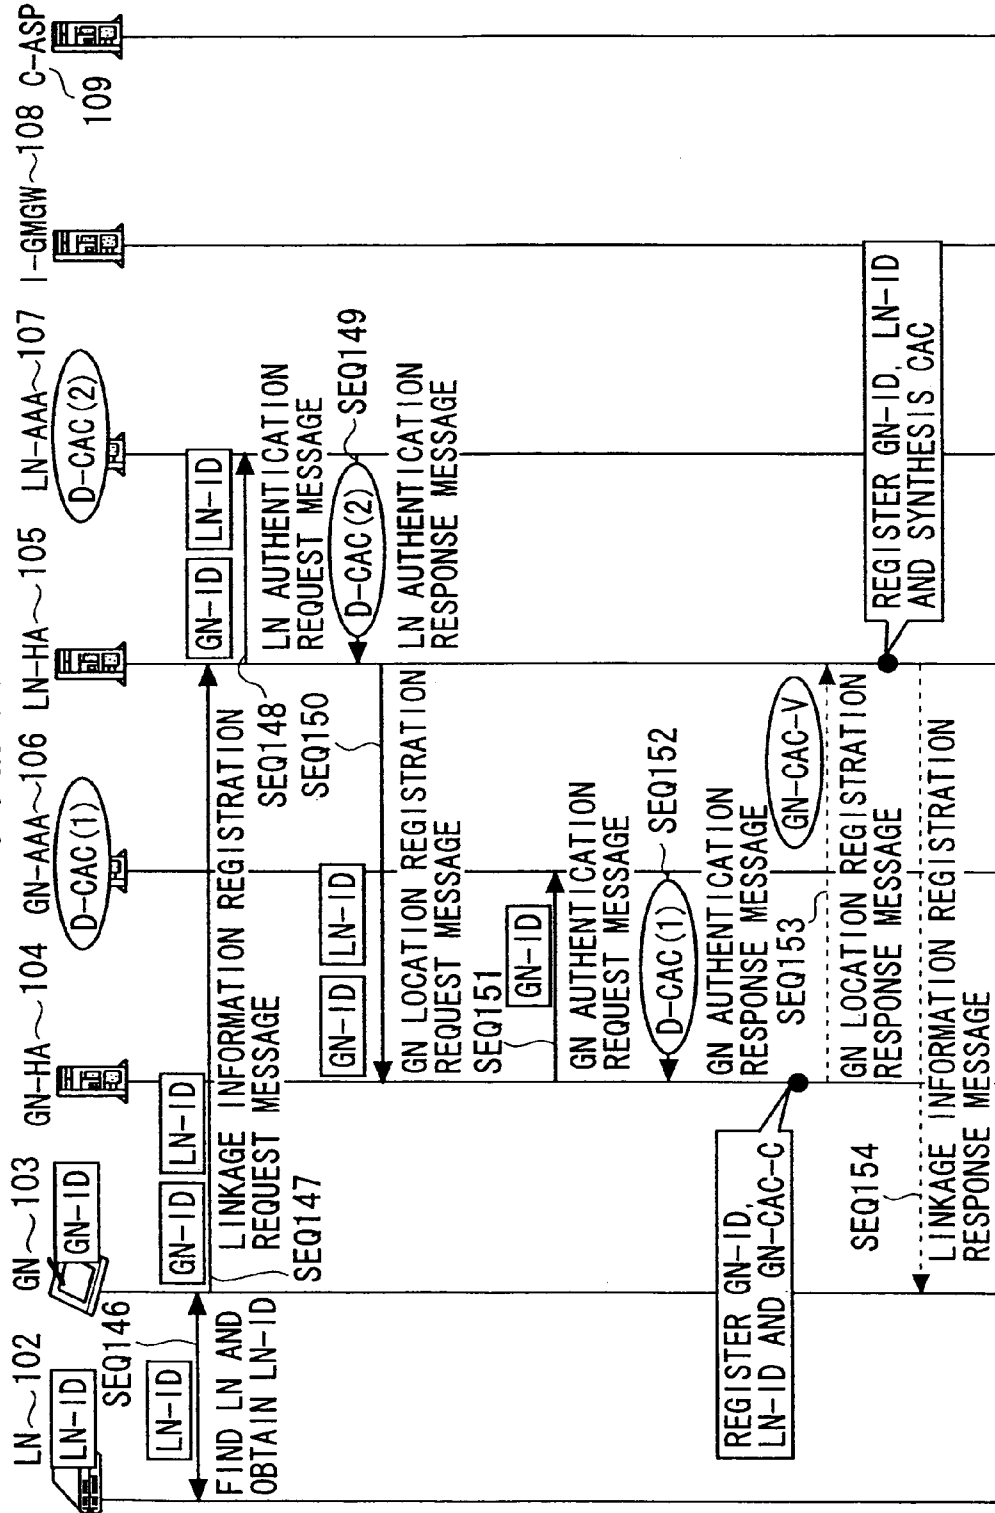 LN~102
LN-ID
GN~103
GN-ID
GN-HA~104
GN-AAA~106
D-CAC(1)
LN-HA~105
LN-AAA~107
D-CAC(2)
I-GMGW~108
C-ASP
109
SEQ146
LN-ID
FIND LN AND
OBTAIN LN-ID
GN-ID
LN-ID
LINKAGE INFORMATION REGISTRATION
REQUEST MESSAGE
SEQ147
GN-ID
LN-ID
LN AUTHENTICATION
REQUEST MESSAGE
SEQ148
SEQ149
D-CAC(2)
LN AUTHENTICATION
RESPONSE MESSAGE
SEQ150
GN-ID
LN-ID
GN LOCATION REGISTRATION
REQUEST MESSAGE
SEQ151
GN-ID
GN AUTHENTICATION
REQUEST MESSAGE
SEQ152
D-CAC(1)
GN AUTHENTICATION
RESPONSE MESSAGE
REGISTER GN-ID,
LN-ID AND GN-CAC-C
SEQ153
GN-CAC-V
GN LOCATION REGISTRATION
RESPONSE MESSAGE
REGISTER GN-ID, LN-ID
AND SYNTHESIS CAC
SEQ154
LINKAGE INFORMATION REGISTRATION
RESPONSE MESSAGE